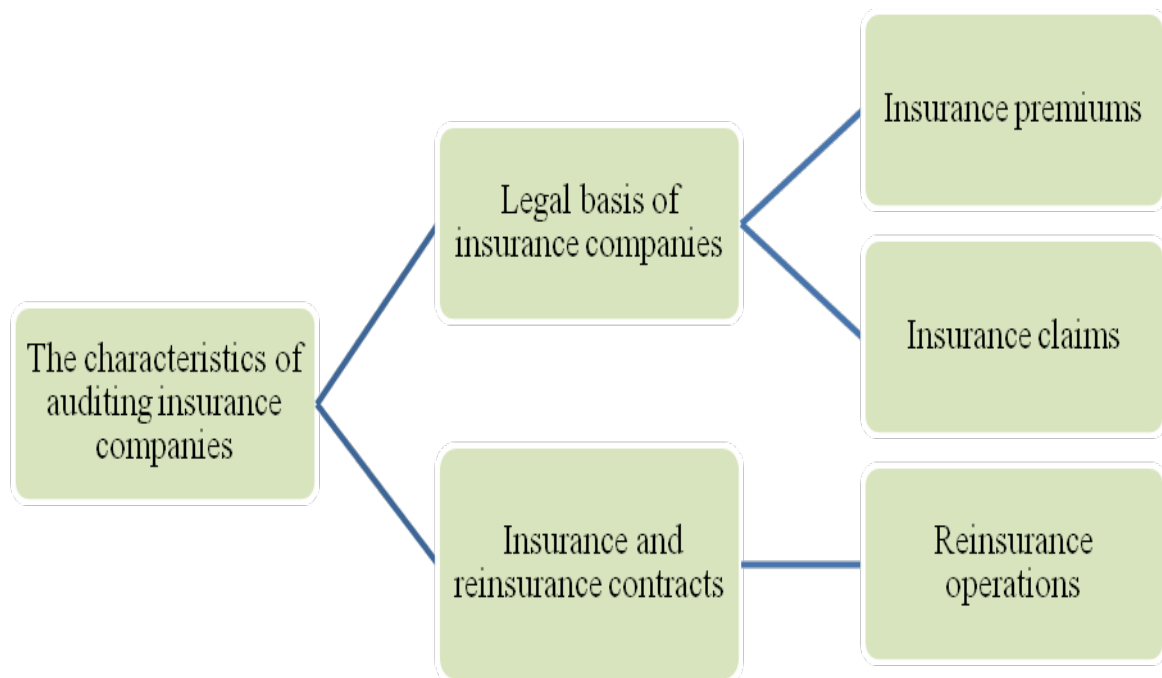 The characteristics of
auditing insurance
companies
Legal basis of
insurance companies
Insurance and
reinsurance contracts
Insurance premiums
Insurance claims
Reinsurance
operations